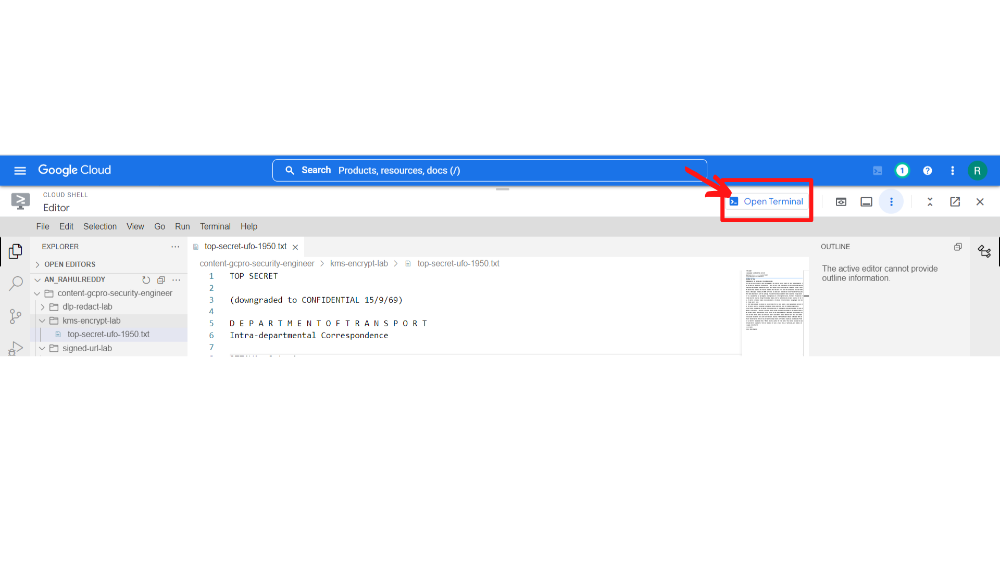 Google Cloud
Search Products, resources, docs (/)
1
?
R
CLOUD SHELL
Editor
Open Terminal
File Edit Selection View Go Run Terminal Help
EXPLORER
top-secret-ufo-1950.txt
OUTLINE
OPEN EDITORS
content-gcpro-security-engineer > kms-encrypt-lab > top-secret-ufo-1950.txt
AN_RAHULREDDY
content-gcpro-security-engineer
dlp-redact-lab
kms-encrypt-lab
top-secret-ufo-1950.txt
signed-url-lab
1 TOP SECRET
2
3 (downgraded to CONFIDENTIAL 15/9/69)
4
5 D E P A R T M E N T O F T R A N S P O R T
6 Intra-departmental Correspondence
7
The active editor cannot provide
outline information.